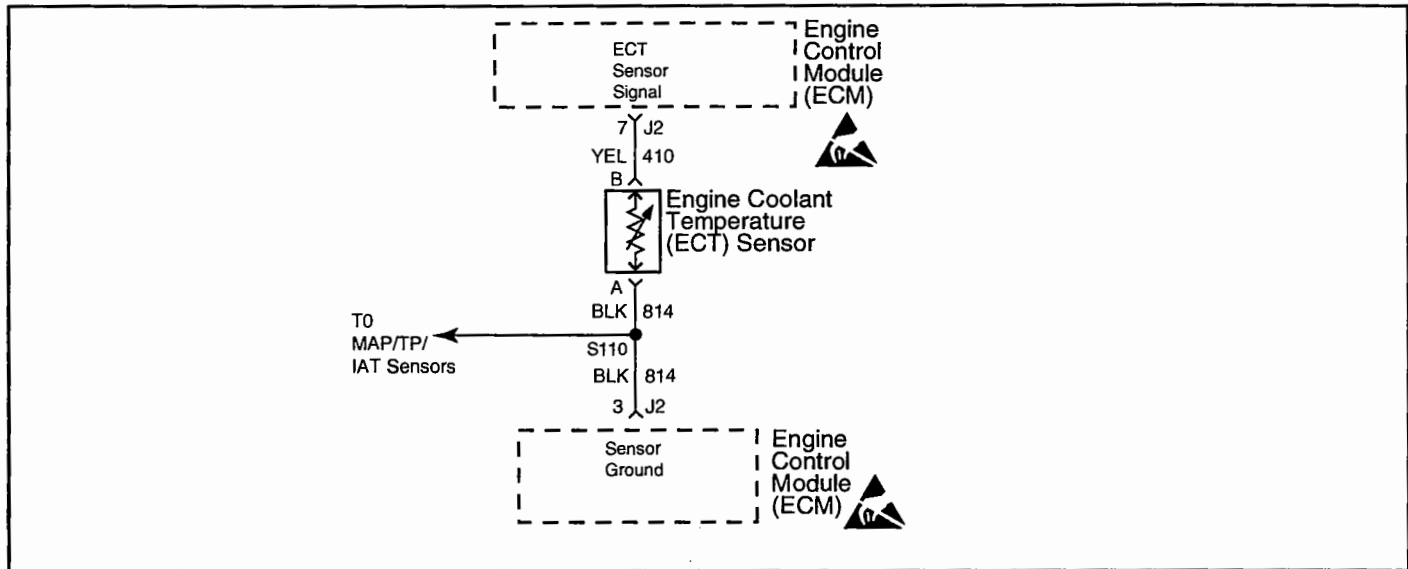 ECT
Sensor
Signal
Engine
Control
Module
(ECM)
7 J2
YEL 410
B
Engine Coolant
Temperature
(ECT) Sensor
A
BLK 814
T0
MAP/TP/
IAT Sensors
S110
BLK 814
3 J2
Sensor
Ground
Engine
Control
Module
(ECM)